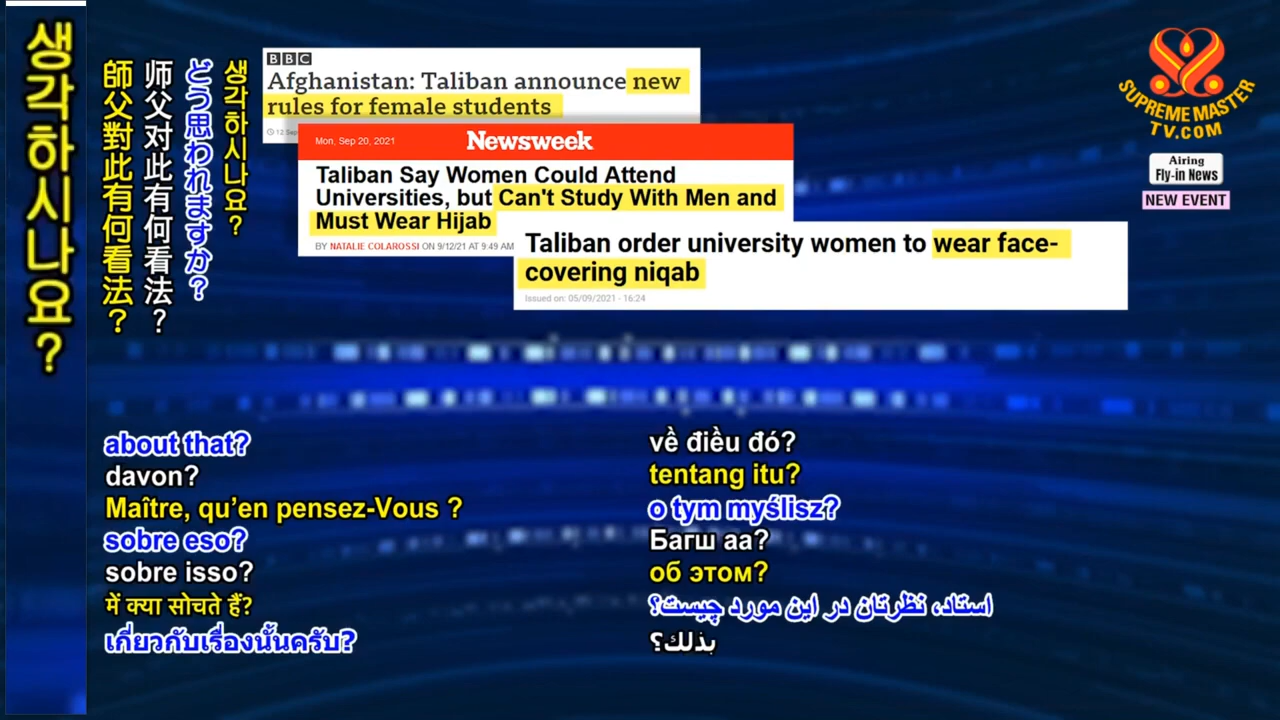 생각하시나요?
師父對此有何看法？
师父对此有何看法？
どう思われますか？
생각하시나요?
BBC
Afghanistan: Taliban announce new
rules for female students
12 Sep
Mon, Sep 20, 2021
Newsweek
Taliban Say Women Could Attend
Universities, but Can't Study With Men and
Must Wear Hijab
BY NATALIE COLAROSSI ON 9/12/21 AT 9:49 AM
Taliban order university women to wear face-
covering niqab
Issued on: 05/09/2021 - 16:24
SUPREME MASTER
TV.COM
Airing
Fly-in News
NEW EVENT
about that?
davon?
Maître, qu’en pensez-Vous ?
sobre eso?
sobre isso?
में क्या सोचते हैं?
เกี่ยวกับเรื่องนั้นครับ?
về điều đó?
tentang itu?
o tym myślisz?
Багш аа?
об этом?
استاد، نظرتان در این مورد چیست؟
بذلك؟